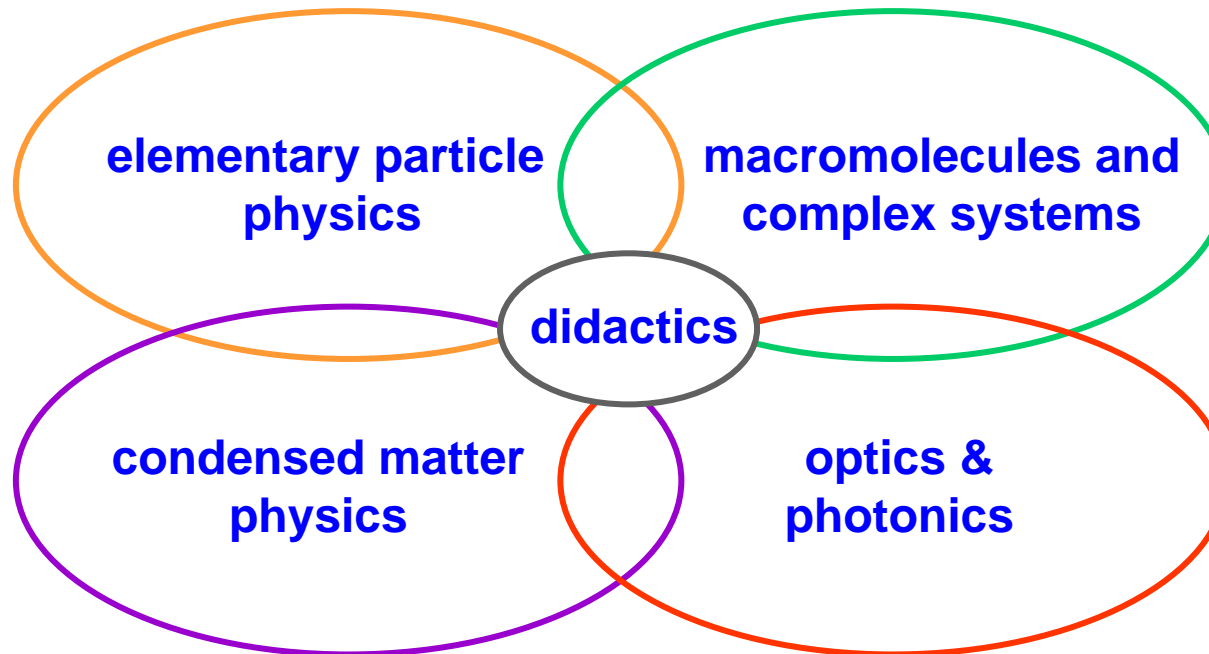 elementary particle
physics
macromolecules and
complex systems
didactics
condensed matter
physics
optics &
photonics